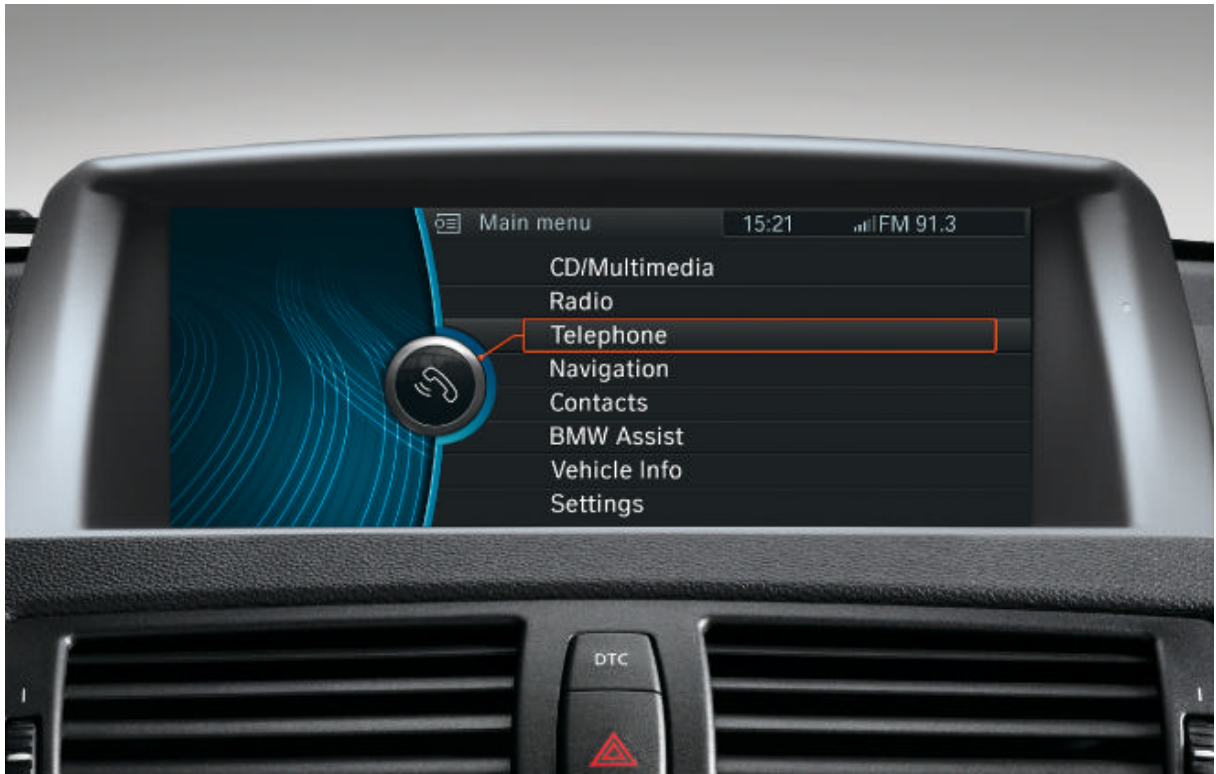 Main menu 15:21 FM 91.3
CD/Multimedia
Radio
Telephone
Navigation
Contacts
BMW Assist
Vehicle Info
Settings
DTC